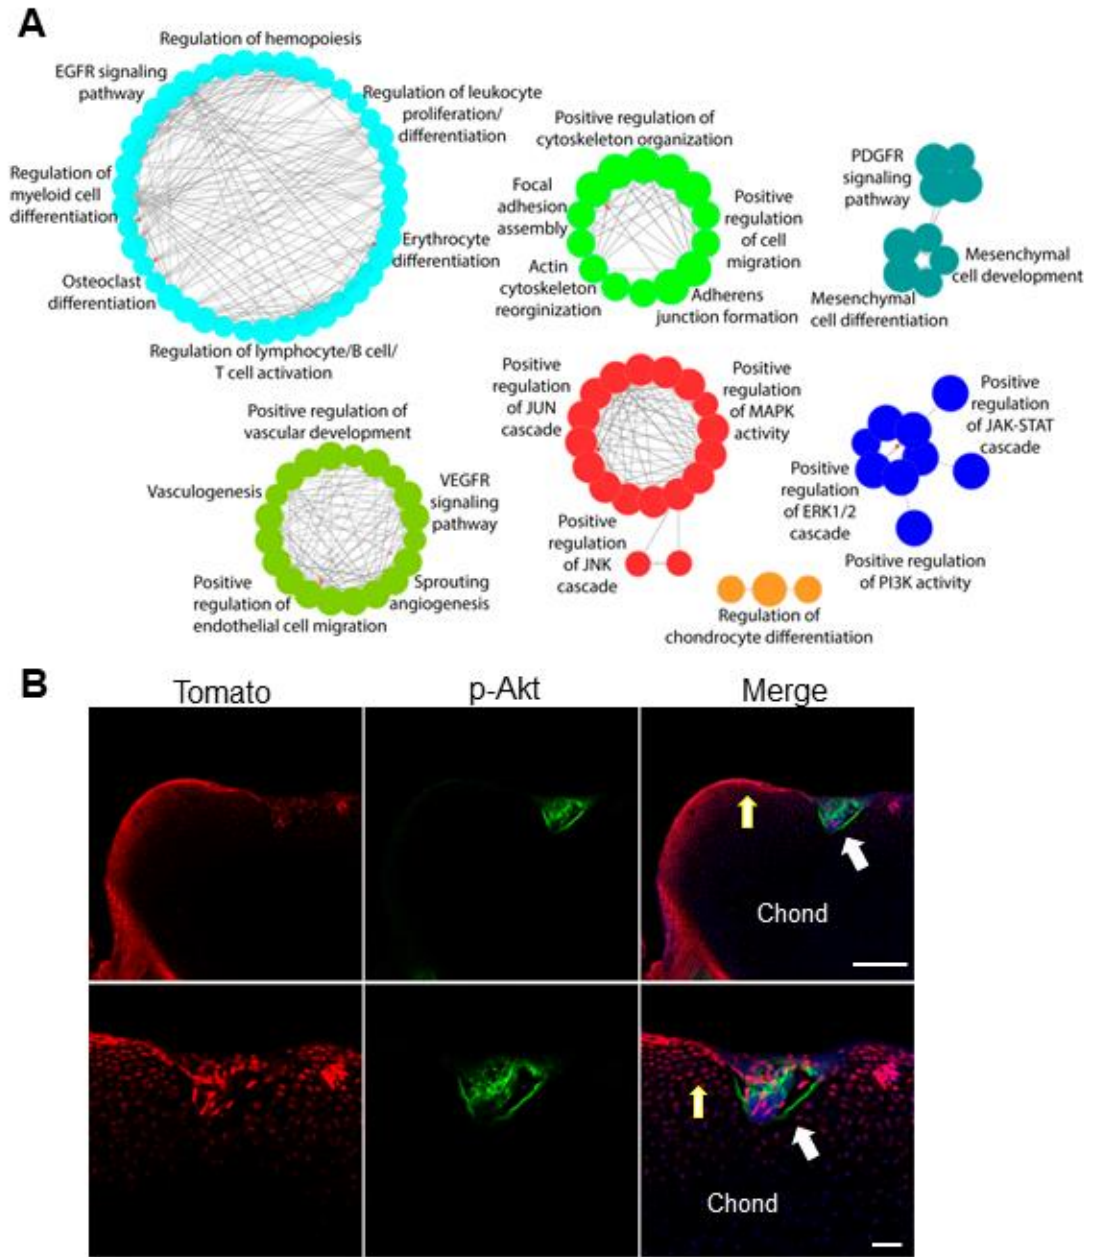 A
Regulation of hemopoiesis
EGFR signaling
pathway
Regulation of leukocyte
proliferation/
differentiation
Regulation of
myeloid cell
differentiation
Erythrocyte
differentiation
Osteoclast
differentiation
Regulation of lymphocyte/B cell/
T cell activation
Positive regulation of
cytoskeleton organization
Focal
adhesion
assembly
Positive
regulation
of cell
migration
Actin
cytoskeleton
reorginization
Adherens
junction formation
PDGFR
signaling
pathway
Mesenchymal
cell development
Mesenchymal
cell differentiation
Positive regulation of
vascular development
Vasculogenesis
VEGFR
signaling
pathway
Positive
regulation of
endothelial cell migration
Sprouting
angiogenesis
Positive
regulation
of JUN
cascade
Positive
regulation
of MAPK
activity
Positive
regulation
of JNK
cascade
Positive
regulation
of JAK-STAT
cascade
Positive
regulation
of ERK1/2
cascade
Positive regulation
of PI3K activity
Regulation of
chondrocyte differentiation
B
Tomato
p-Akt
Merge
Chond
Chond